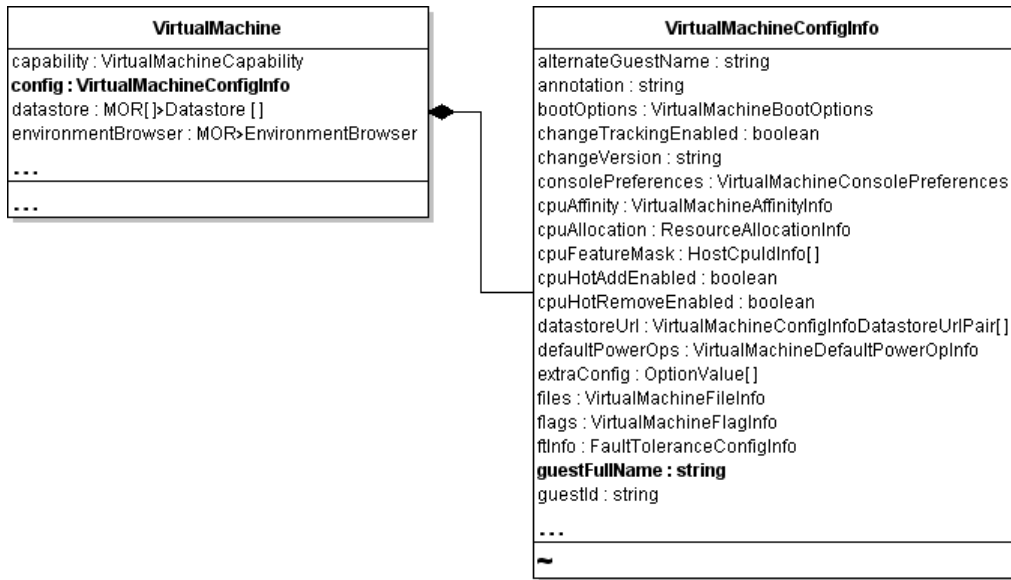 VirtualMachine
capability : VirtualMachineCapability
config : VirtualMachineConfigInfo
datastore : MOR[]>Datastore []
environmentBrowser : MOR>EnvironmentBrowser
...
...
VirtualMachineConfigInfo
alternateGuestName : string
annotation : string
bootOptions : VirtualMachineBootOptions
changeTrackingEnabled : boolean
changeVersion : string
consolePreferences : VirtualMachineConsolePreferences
cpuAffinity : VirtualMachineAffinityInfo
cpuAllocation : ResourceAllocationInfo
cpuFeatureMask : HostCpuIdInfo[]
cpuHotAddEnabled : boolean
cpuHotRemoveEnabled : boolean
datastoreUrl : VirtualMachineConfigInfoDatastoreUrlPair[]
defaultPowerOps : VirtualMachineDefaultPowerOpInfo
extraConfig : OptionValue[]
files : VirtualMachineFileInfo
flags : VirtualMachineFlagInfo
ftInfo : FaultToleranceConfigInfo
guestFullName : string
guestId : string
...
~